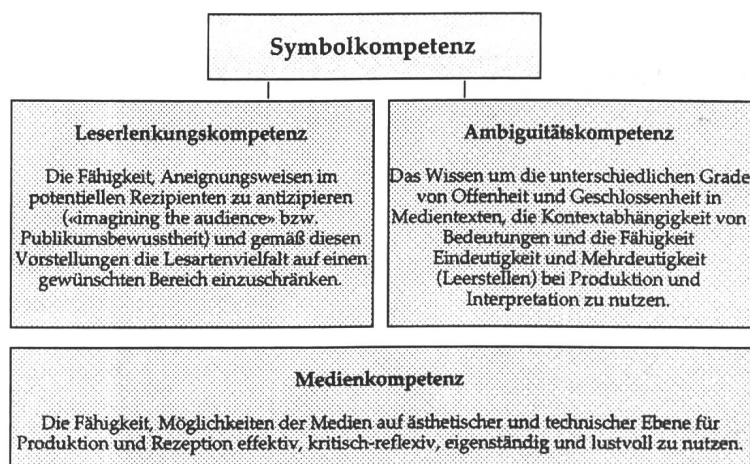 Symbolkompetenz
Leserlenkungskompetenz
Die Fähigkeit, Aneignungsweisen im
potentiellen Rezipienten zu antizipieren
(«imagining the audience» bzw.
Publikumsbewusstheit) und gemäß diesen
Vorstellungen die Lesartenvielfalt auf einen
gewünschten Bereich einzuschränken.
Ambiguitätskompetenz
Das Wissen um die unterschiedlichen Grade
von Offenheit und Geschlossenheit in
Medientexten, die Kontextabhängigkeit von
Bedeutungen und die Fähigkeit
Eindeutigkeit und Mehrdeutigkeit
(Leerstellen) bei Produktion und
Interpretation zu nutzen.
Medienkompetenz
Die Fähigkeit, Möglichkeiten der Medien auf ästhetischer und technischer Ebene für
Produktion und Rezeption effektiv, kritisch-reflexiv, eigenständig und lustvoll zu nutzen.